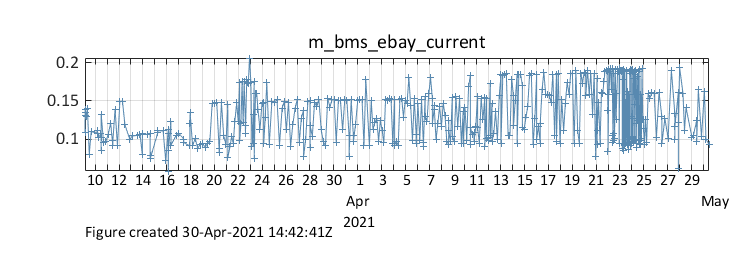 m_bms_ebay_current
0.2
0.15
0.1
10 12 14 16 18 20 22 24 26 28 30 1 3 5 7 9 11 13 15 17 19 21 23 25 27 29
Apr May
2021
Figure created 30-Apr-2021 14:42:41Z